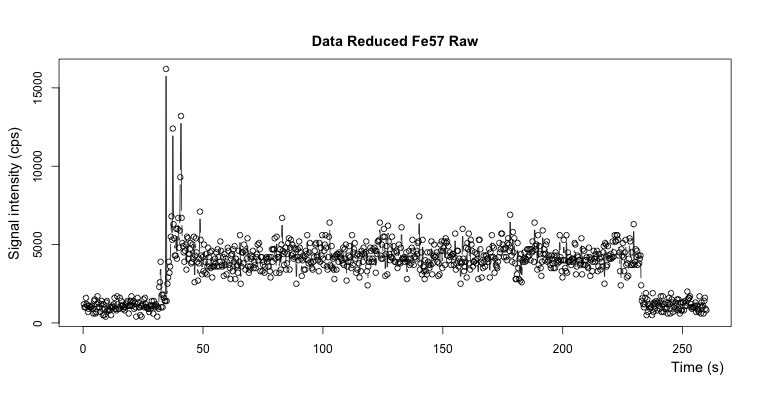 Data Reduced Fe57 Raw
Signal intensity (cps)
15000
10000
5000
0
0 50 100 150 200 250
Time (s)